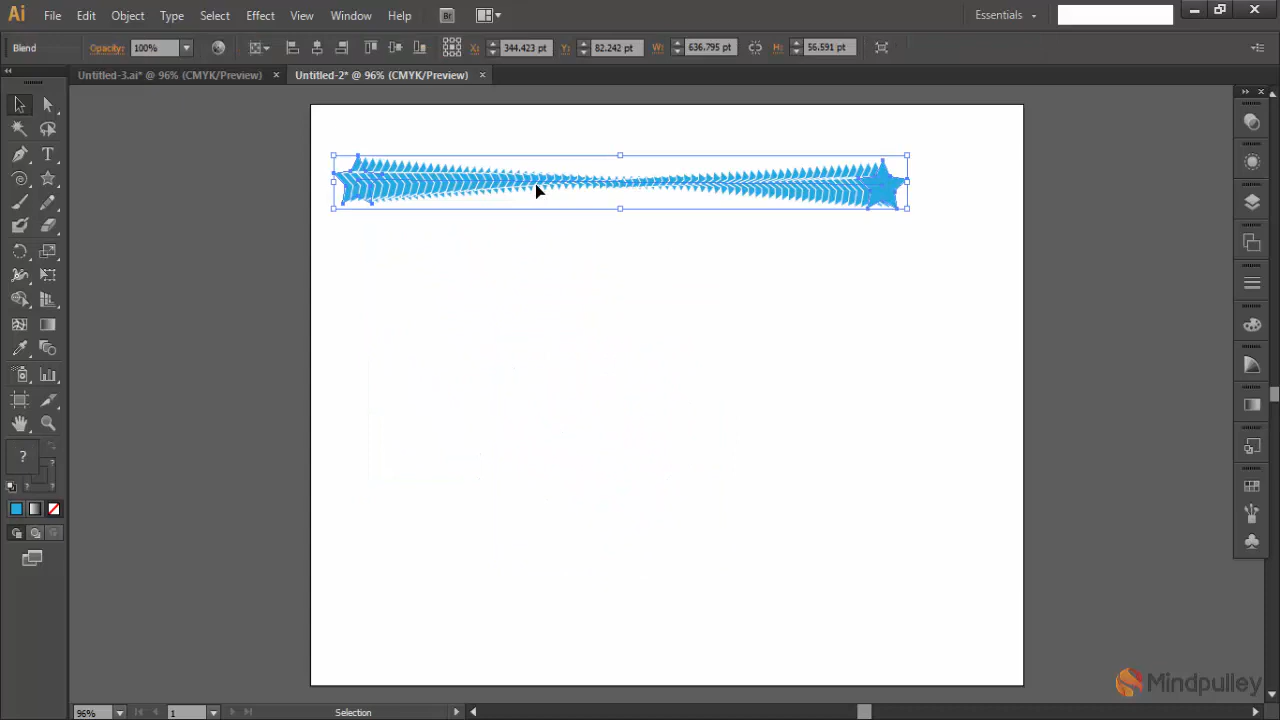 Ai File Edit Object Type Select Effect View Window Help Br Essentials
Blend Opacity: 100% X: 344.423 pt Y: 82.242 pt W: 636.795 pt H: 56.591 pt
Untitled-3.ai* @ 96% (CMYK/Preview) × Untitled-2* @ 96% (CMYK/Preview) ×
T
?
Mindpulley
96% 1 Selection